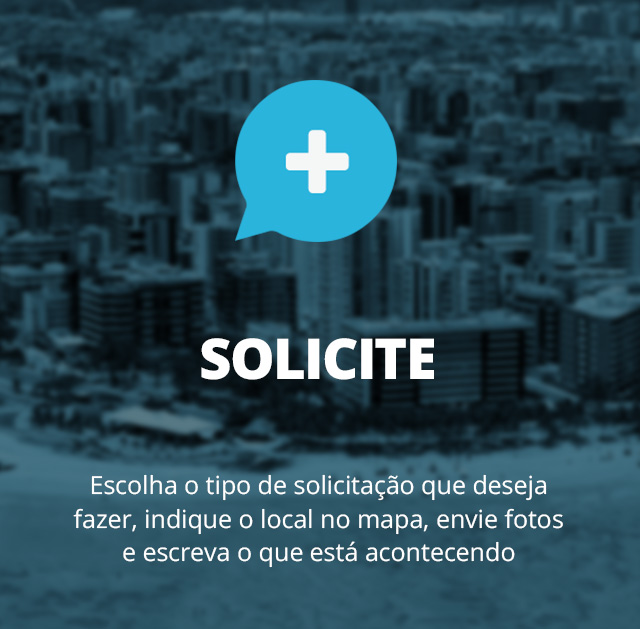 SOLICITE
Escolha o tipo de solicitação que deseja
fazer, indique o local no mapa, envie fotos
e escreva o que está acontecendo